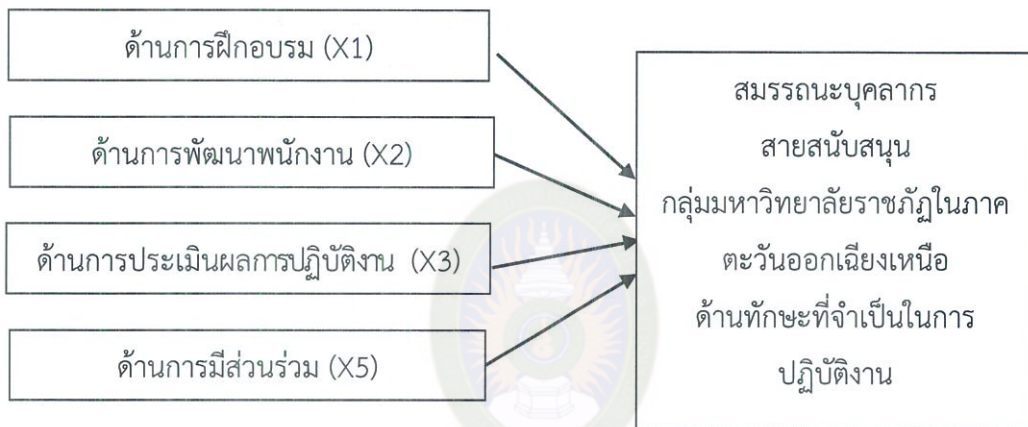 ด้านการฝึกอบรม (X1)
ด้านการพัฒนาพนักงาน (X2)
ด้านการประเมินผลการปฏิบัติงาน (X3)
ด้านการมีส่วนร่วม (X5)
สมรรถนะบุคลากร
สายสนับสนุน
กลุ่มมหาวิทยาลัยราชภัฏในภาค
ตะวันออกเฉียงเหนือ
ด้านทักษะที่จำเป็นในการ
ปฏิบัติงาน